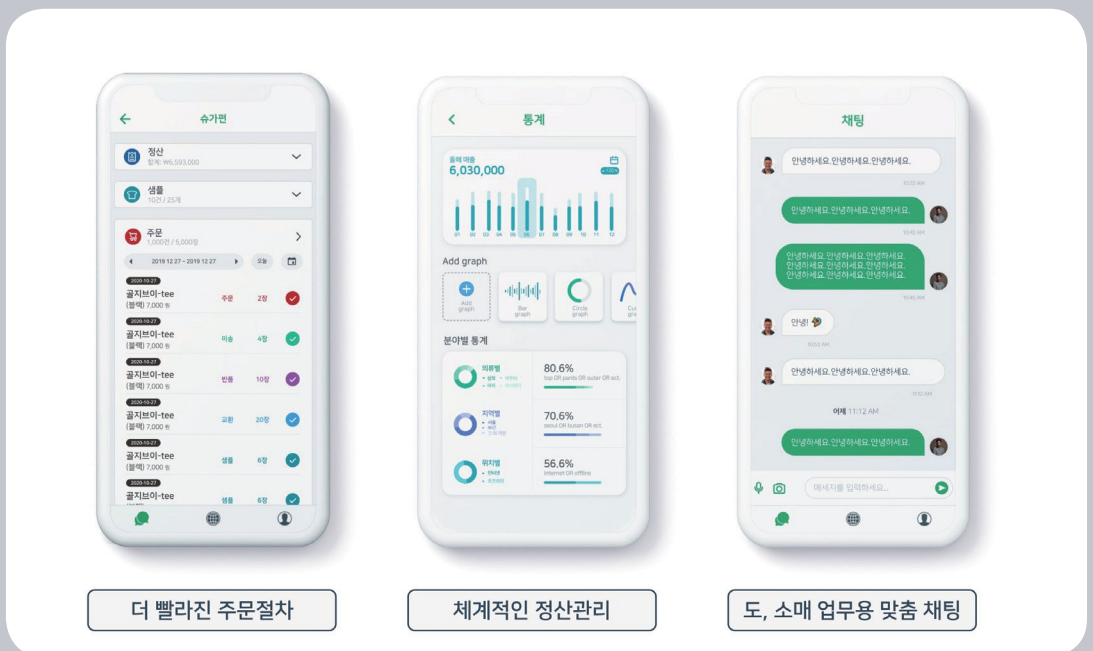 슈가편
정산
합계: ₩6,593,000
샘플
10건 / 25개
주문
1,000건 / 5,000장
2019 12 27 - 2019 12 27
오늘
2020-10-27
골지브이-tee
(블랙) 7,000 원
주문
2장
2020-10-27
골지브이-tee
(블랙) 7,000 원
미송
4장
2020-10-27
골지브이-tee
(블랙) 7,000 원
반품
10장
2020-10-27
골지브이-tee
(블랙) 7,000 원
교환
20장
2020-10-27
골지브이-tee
(블랙) 7,000 원
샘플
6장
2020-10-27
골지브이-tee
샘플
6장
더 빨라진 주문절차
통계
올해 매출
6,030,000
01 02 03 04 05 06 07 08 09 10 11 12
Add graph
Add
graph
Bar
graph
Circle
graph
분야별 통계
의류별
80.6%
top OR pants OR outer OR ect.
지역별
70.6%
seoul OR butan OR ect.
위치별
56.6%
internet OR offline
체계적인 정산관리
채팅
안녕하세요.안녕하세요.안녕하세요.
안녕하세요.안녕하세요.안녕하세요.
안녕하세요.안녕하세요.안녕하세요.
안녕하세요.안녕하세요.안녕하세요.
안녕하세요.안녕하세요.안녕하세요.
안녕!
안녕하세요.안녕하세요.안녕하세요.
어제 11:12 AM
안녕하세요.안녕하세요.안녕하세요.
메세지를 입력하세요...
도, 소매 업무용 맞춤 채팅